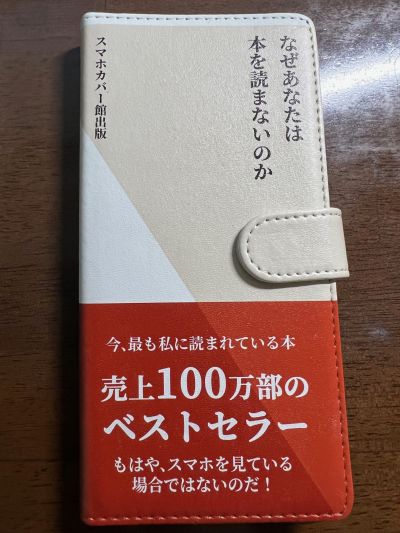 なぜあなたは
本を読まないのか
スマホカバー館出版
今、最も私に読まれている本
売上100万部の
ベストセラー
もはや、スマホを見ている
場合ではないのだ！